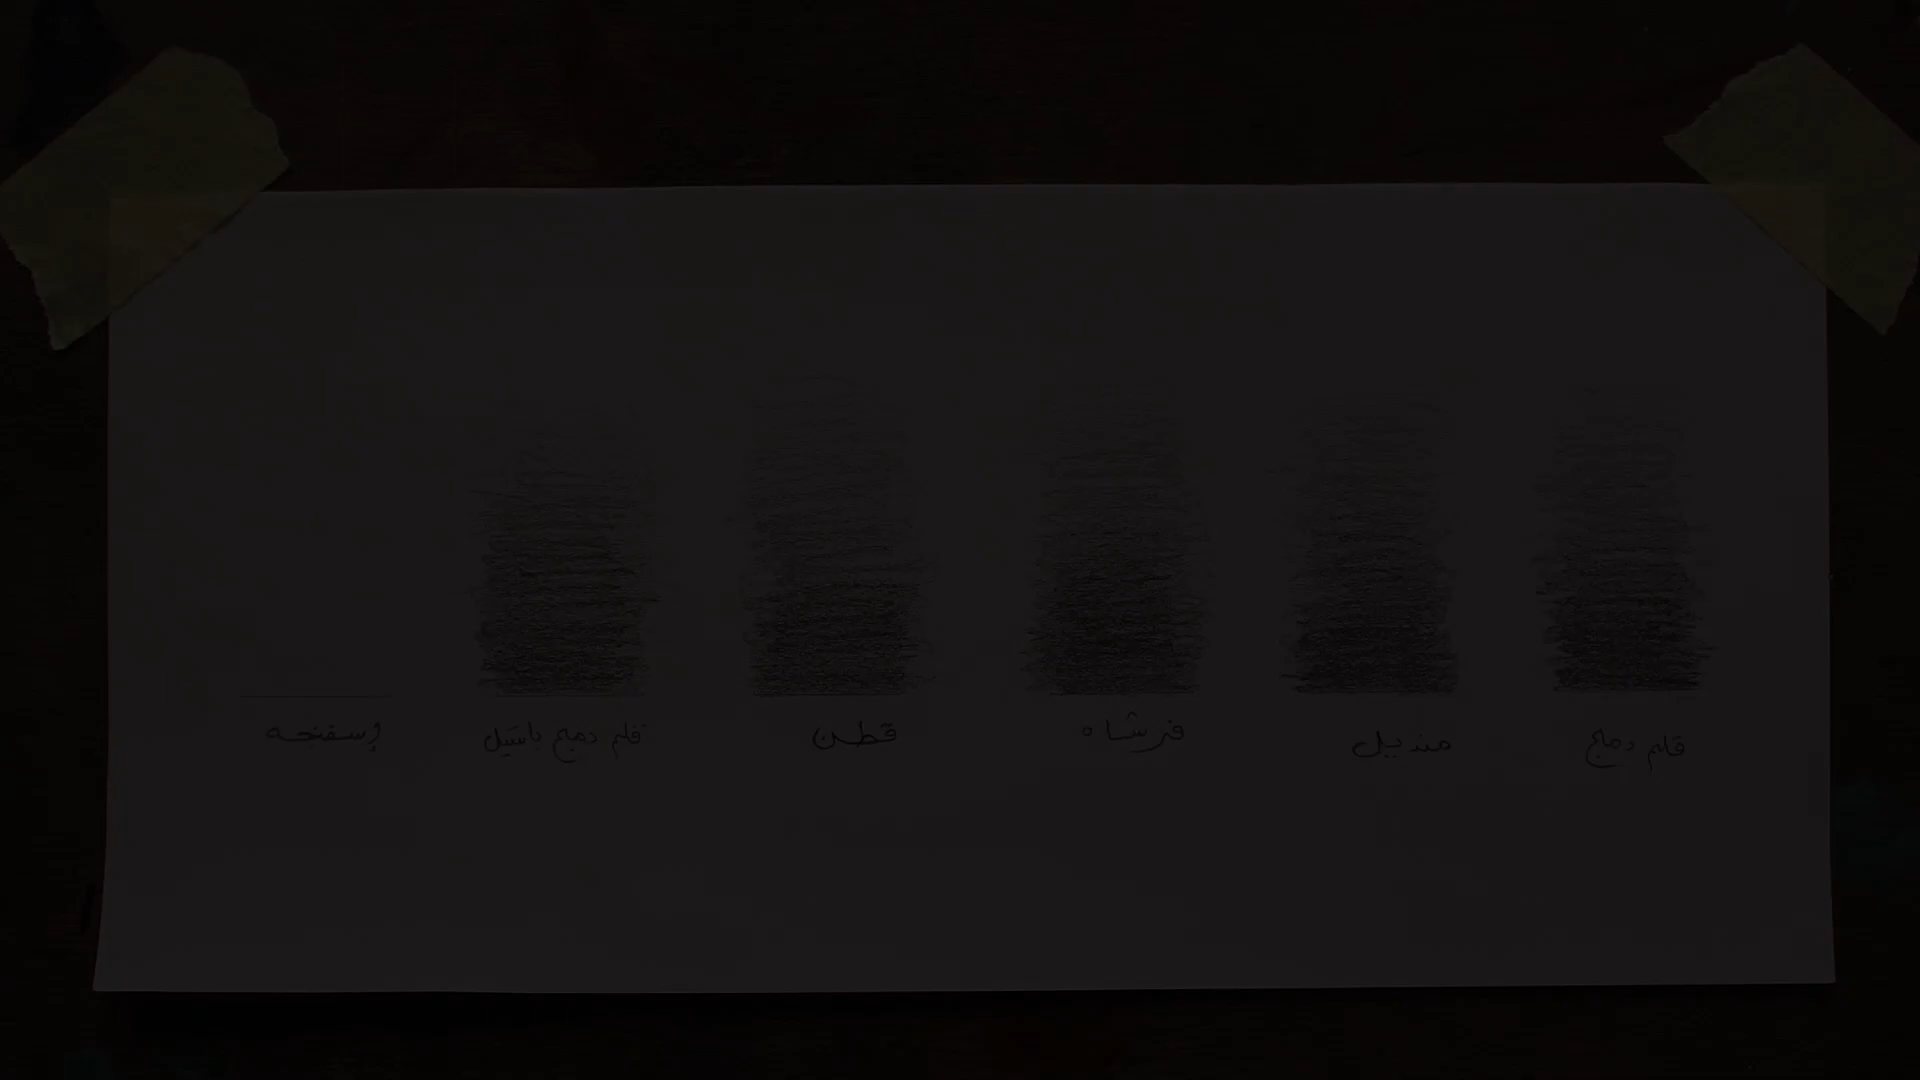 قلم دمج
منديل
فرشاه
قطن
قلم دمج باستيل
إسفنجه